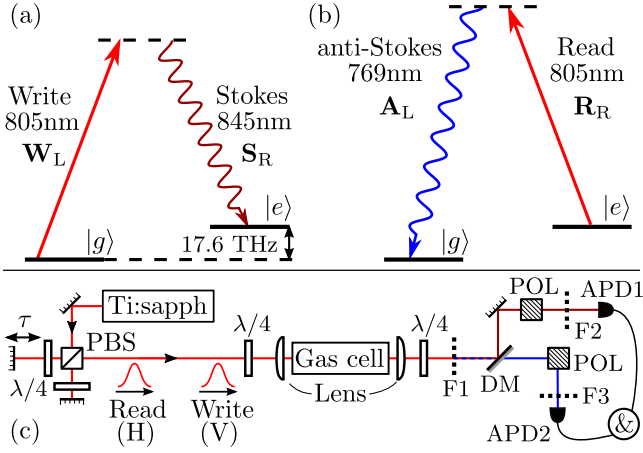 (a)
Write
805nm
W_L
Stokes
845nm
S_R
|g⟩
|e⟩
17.6 THz
(b)
anti-Stokes
769nm
A_L
Read
805nm
R_R
|g⟩
|e⟩
(c)
Ti:sapph
τ
λ/4
PBS
Read
(H)
Write
(V)
λ/4
Gas cell
Lens
λ/4
F1
DM
POL
F2
APD1
POL
F3
APD2
&